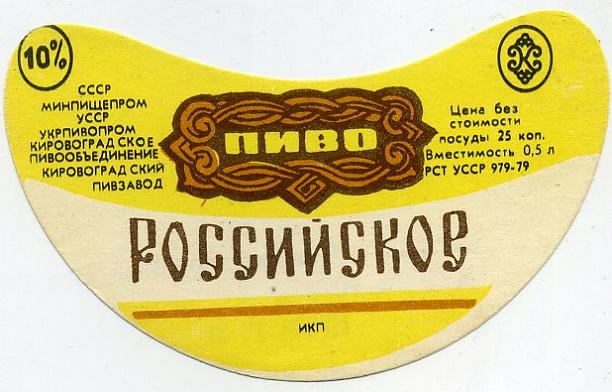 10%
СССР
МИНПИЩЕПРОМ
УССР
УКРПИВОПРОМ
КИРОВОГРАД СКОЕ
ПИВООБЪЕДИНЕНИЕ
КИРОВОГРАД СКИЙ
ПИВЗАВОД
ПИВО
Цена без
стоимости
посуды 25 коп.
Вместимость 0,5 л
РСТ УССР 979-79
РОССИЙСКОЕ
ИКП